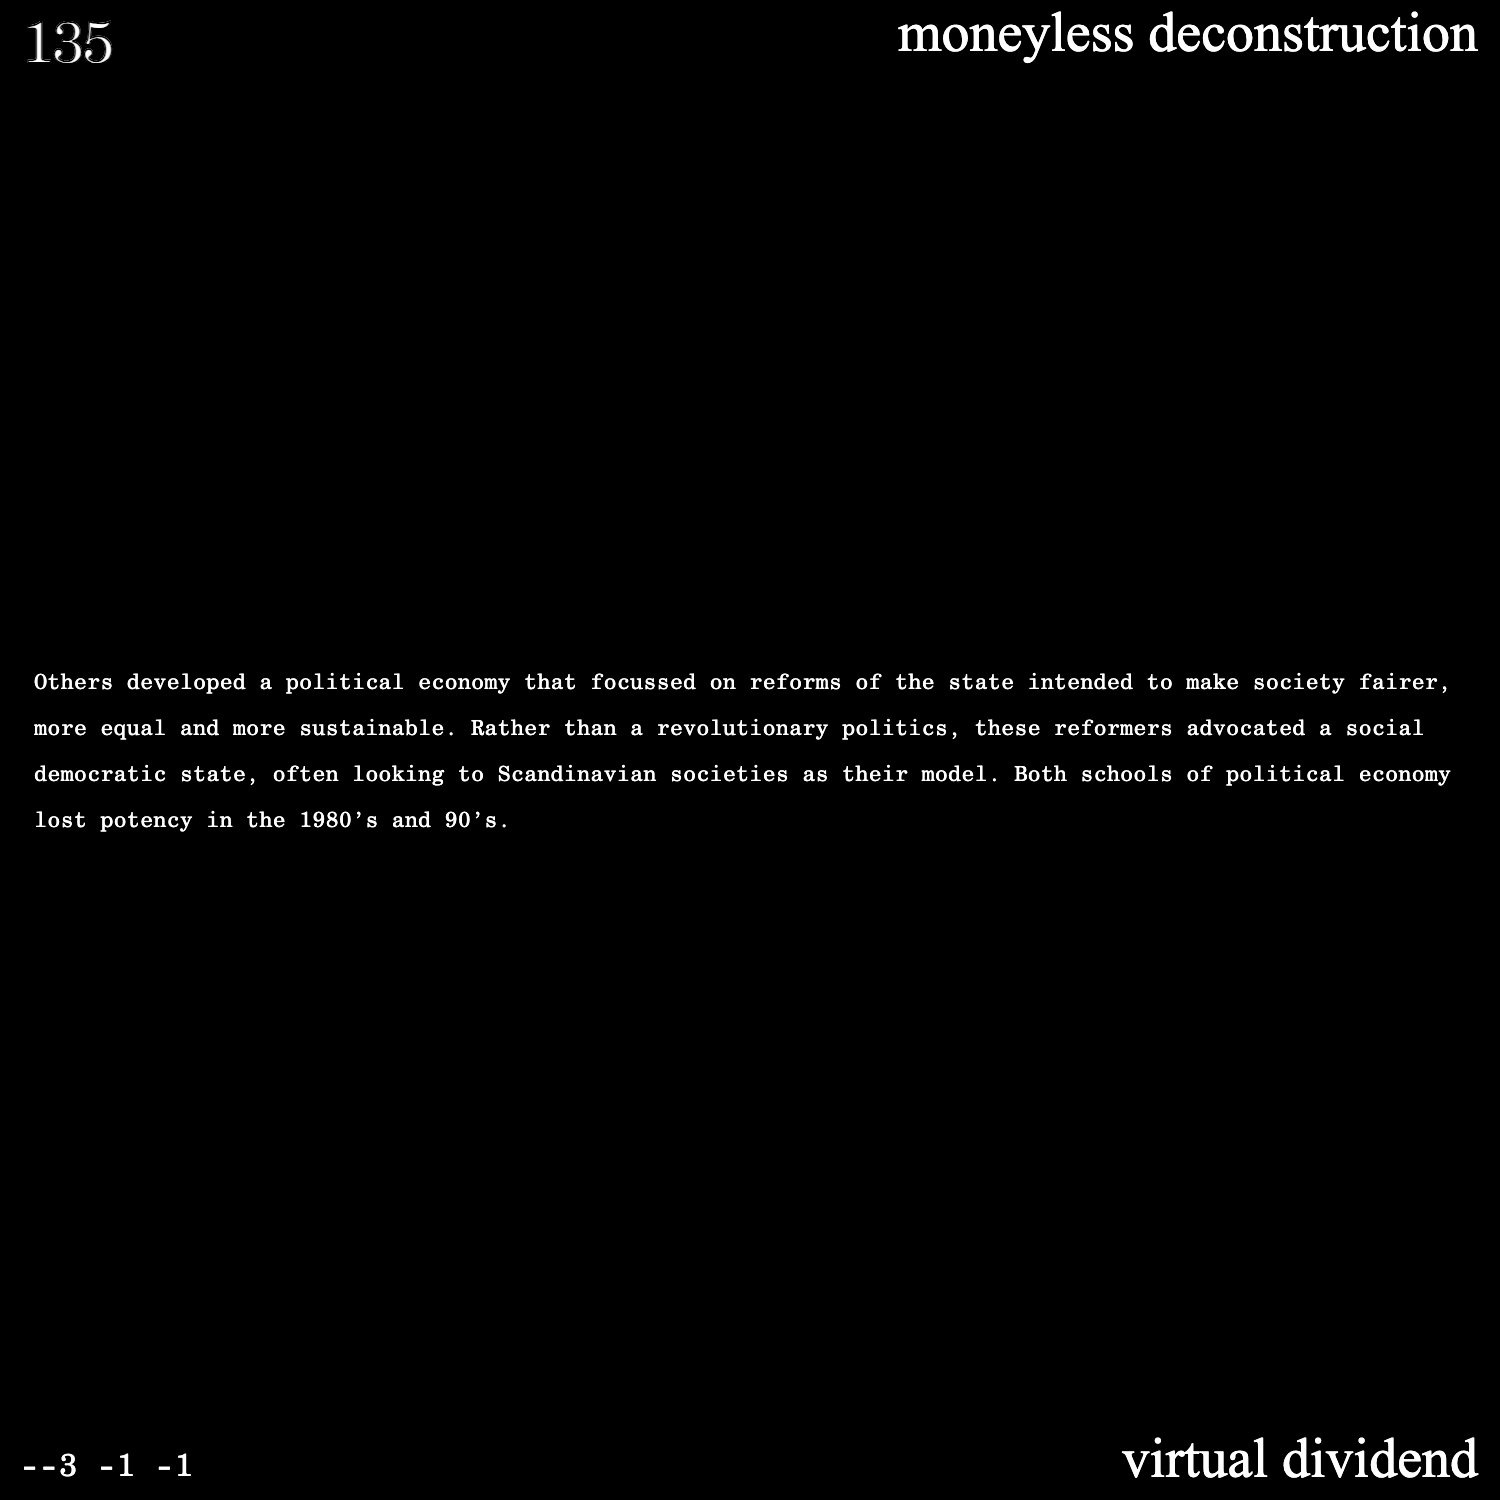 135
moneyless deconstruction
Others developed a political economy that focussed on reforms of the state intended to make society fairer,
more equal and more sustainable. Rather than a revolutionary politics, these reformers advocated a social
democratic state, often looking to Scandinavian societies as their model. Both schools of political economy
lost potency in the 1980’s and 90’s.
--3 -1 -1
virtual dividend